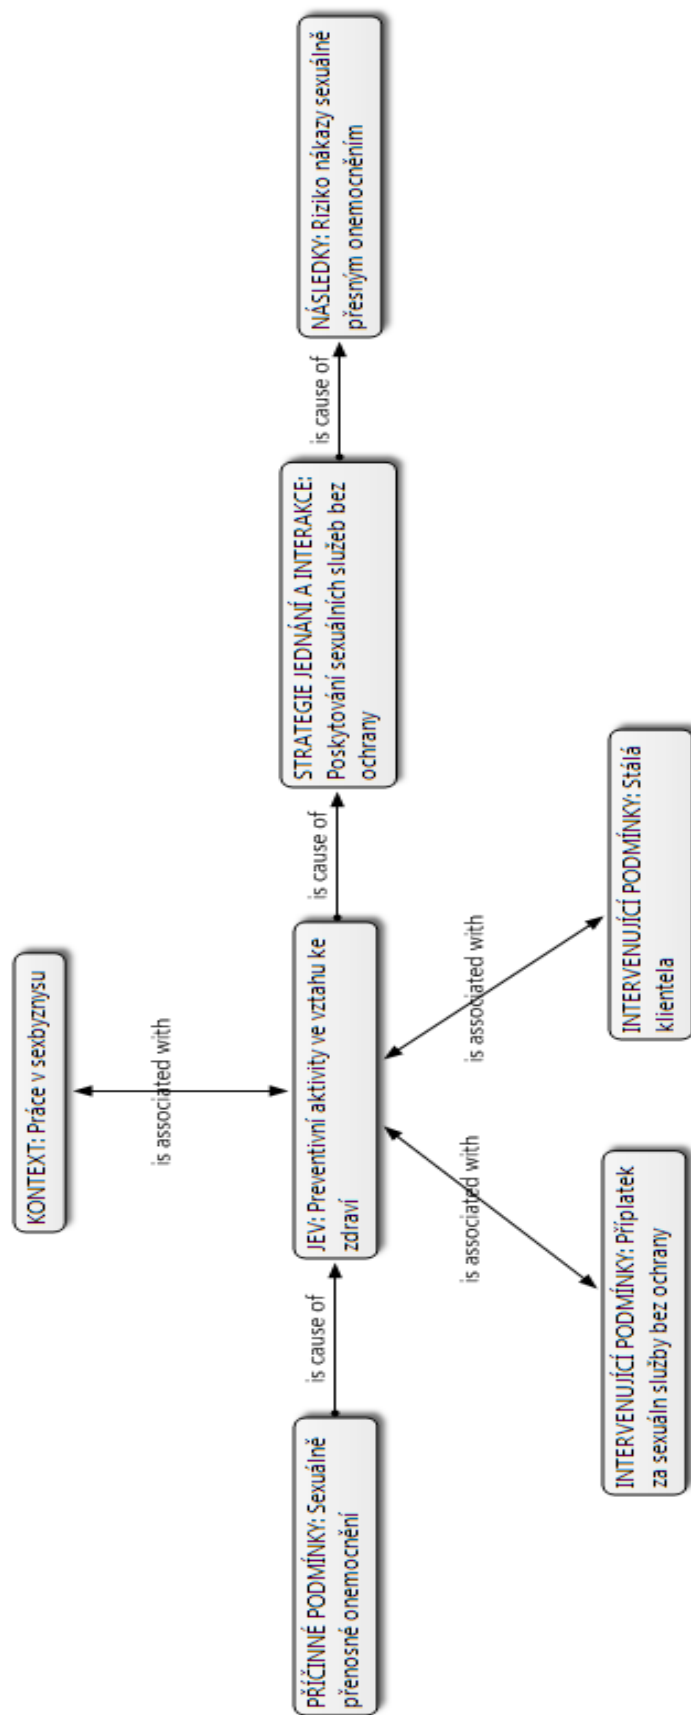 KONTEXT: Práce v sexbyznysu
is associated with
PŘÍČINNÉ PODMÍNKY: Sexuálně
přenosné onemocnění
is cause of
JEV: Preventivní aktivity ve vztahu ke
zdraví
is cause of
STRATEGIE JEDNÁNÍ A INTERAKCE:
Poskytování sexuálních služeb bez
ochrany
is cause of
NÁSLEDKY: Riziko nákazy sexuálně
přesným onemocněním
is associated with
is associated with
INTERVENUJÍCÍ PODMÍNKY: Příplatek
za sexuáln služby bez ochrany
INTERVENUJÍCÍ PODMÍNKY: Stálá
klientela